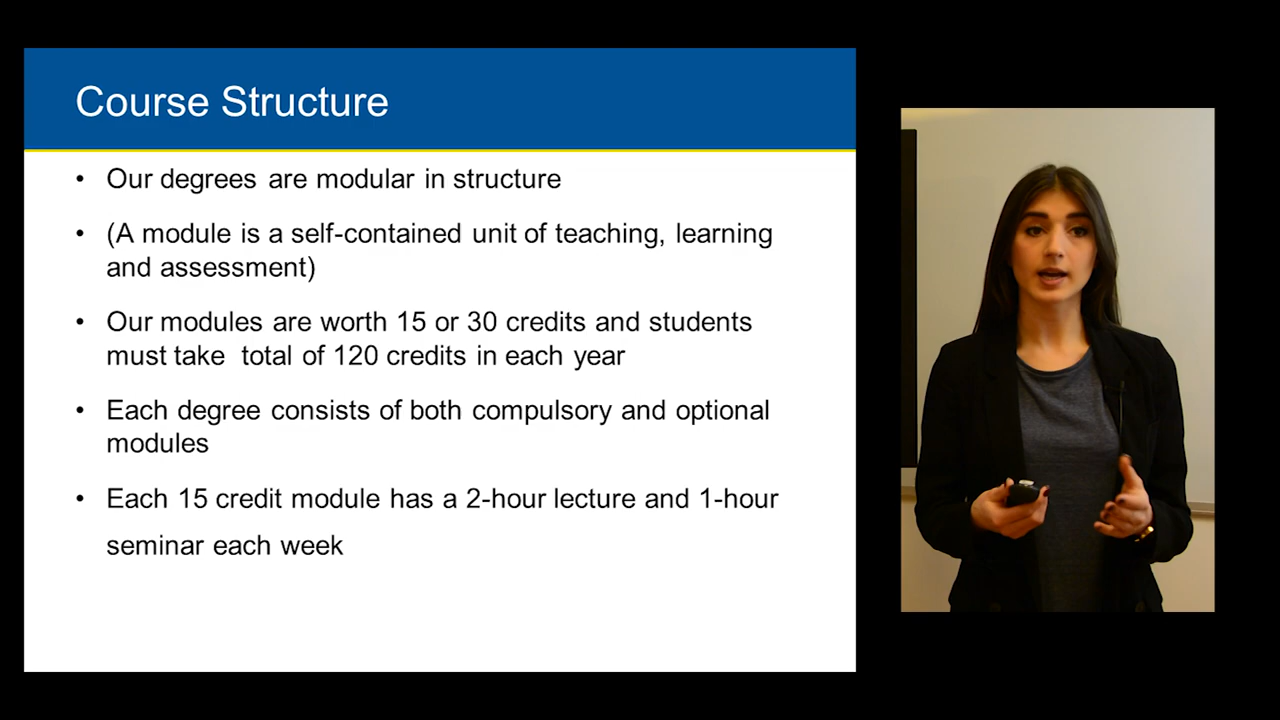 Course Structure
• Our degrees are modular in structure
• (A module is a self-contained unit of teaching, learning
and assessment)
• Our modules are worth 15 or 30 credits and students
must take  total of 120 credits in each year
• Each degree consists of both compulsory and optional
modules
• Each 15 credit module has a 2-hour lecture and 1-hour
seminar each week